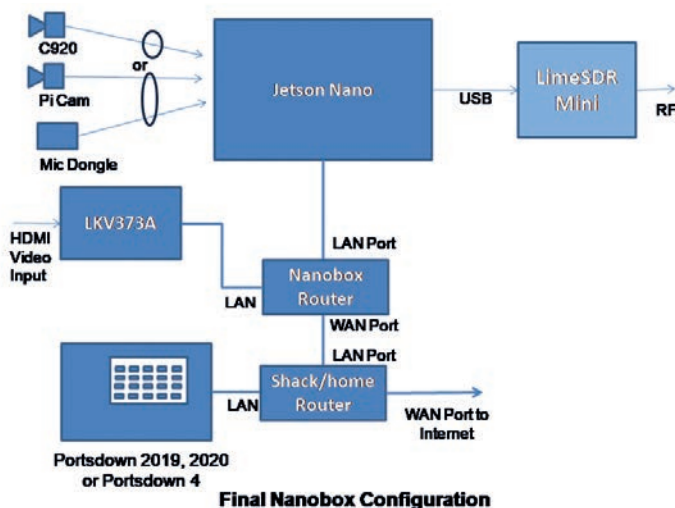 C920
or
Pi Cam
Mic Dongle
Jetson Nano
USB
LimeSDR
Mini
RF
LKV373A
HDMI
Video
Input
LAN
LAN Port
Nanobox
Router
WAN Port
LAN Port
Shack/home
Router
LAN
WAN Port to
Internet
Portsdown 2019, 2020
or Portsdown 4
Final Nanobox Configuration